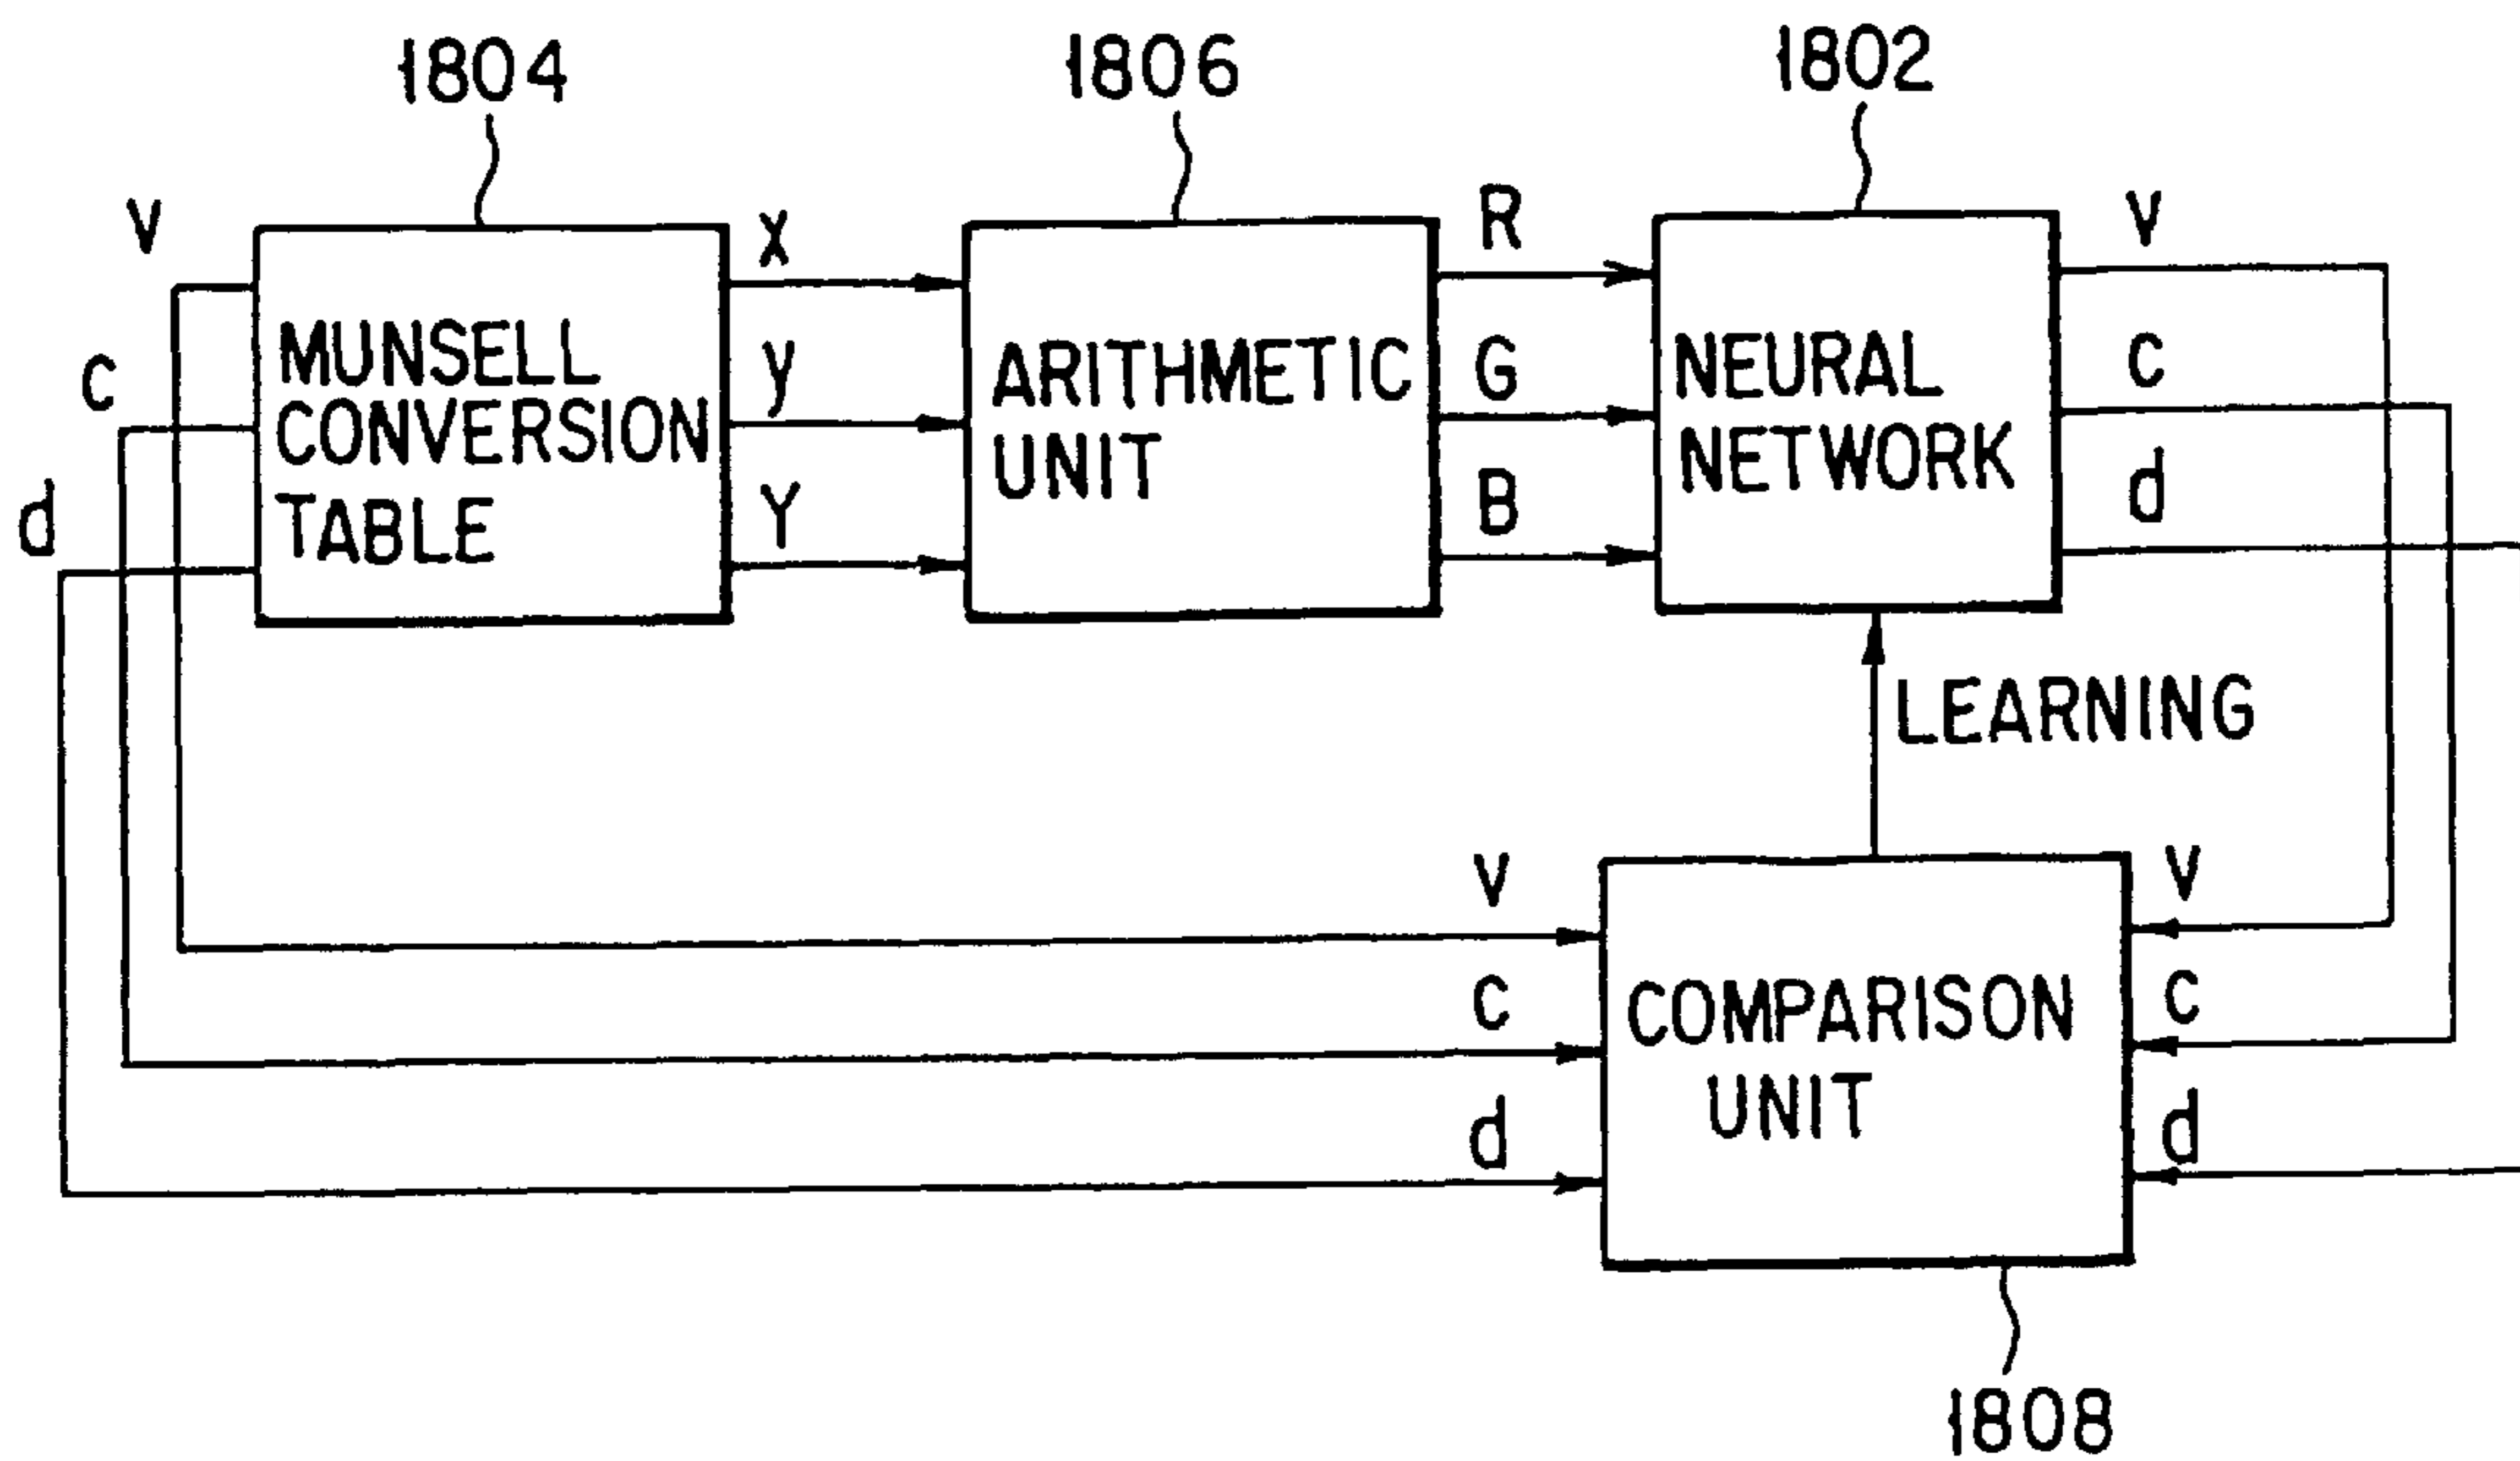 1804
1806
1802
V
C
d
MUNSELL
CONVERSION
TABLE
X
y
Y
ARITHMETIC
UNIT
R
G
B
NEURAL
NETWORK
V
C
d
LEARNING
V
C
d
COMPARISON
UNIT
V
C
d
1808